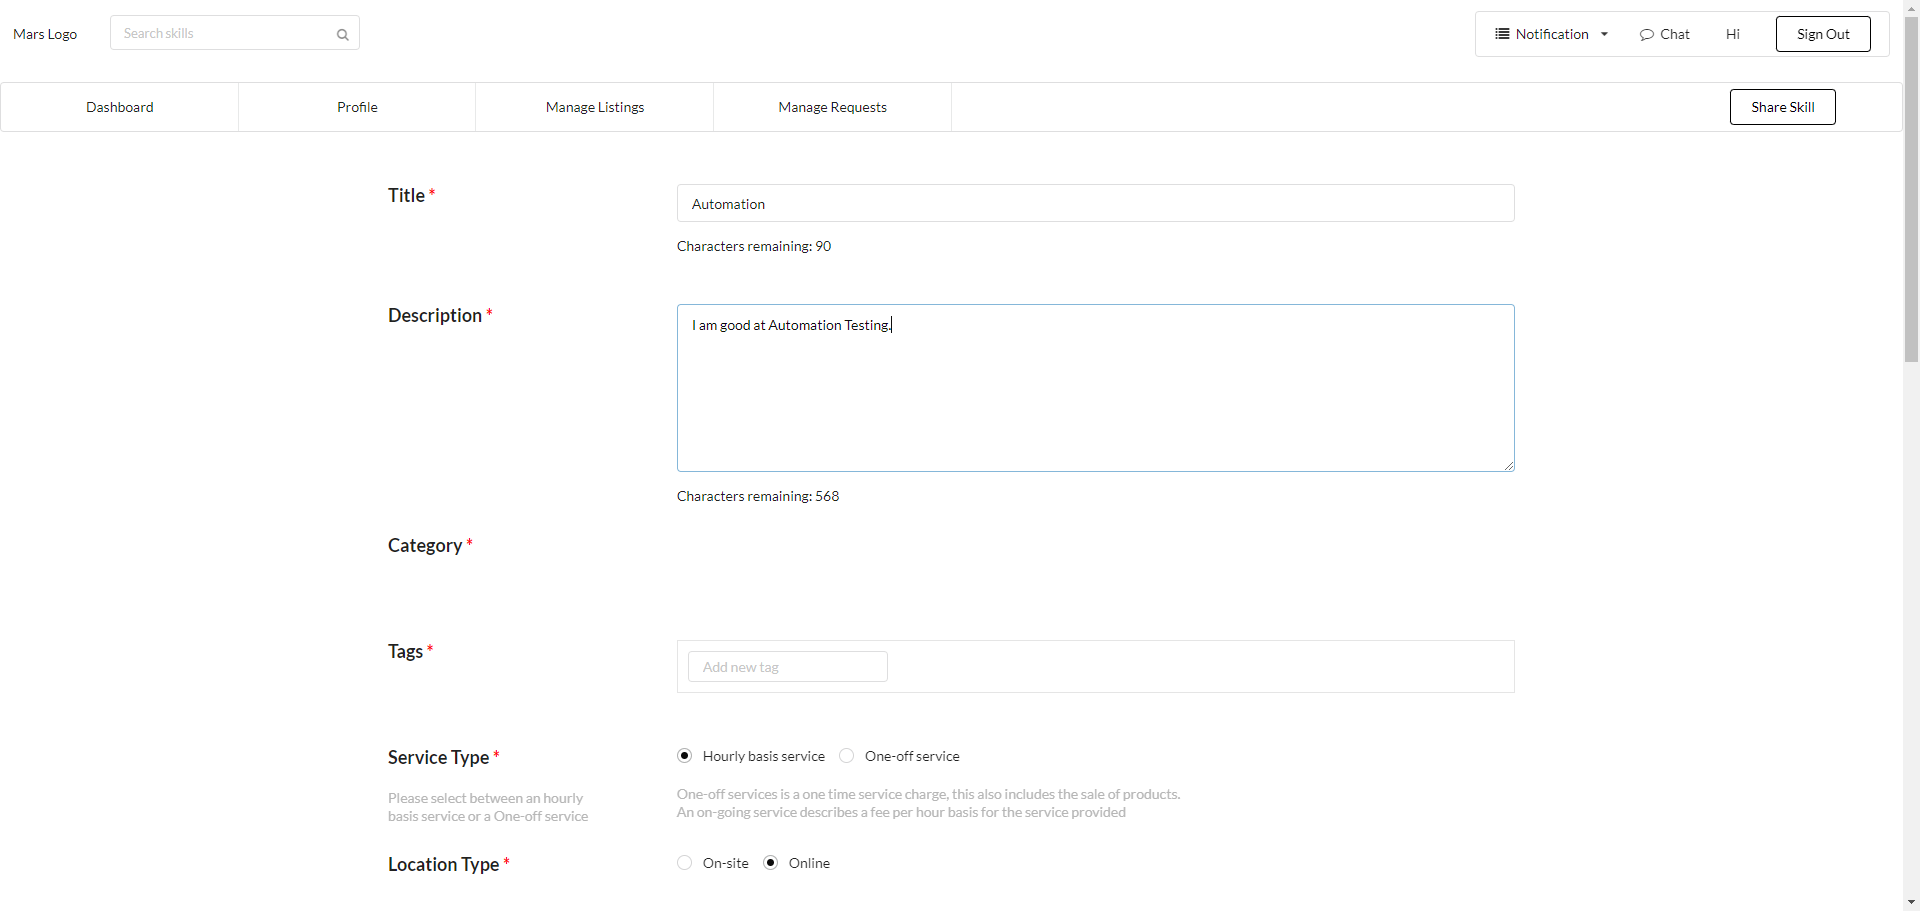 Mars Logo
Search skills
Notification
Chat
Hi
Sign Out
Dashboard
Profile
Manage Listings
Manage Requests
Share Skill
Title *
Automation
Characters remaining: 90
Description *
I am good at Automation Testing.
Characters remaining: 568
Category *
Tags *
Add new tag
Service Type *
Hourly basis service
One-off service
Please select between an hourly
basis service or a One-off service
One-off services is a one time service charge, this also includes the sale of products.
An on-going service describes a fee per hour basis for the service provided
Location Type *
On-site
Online